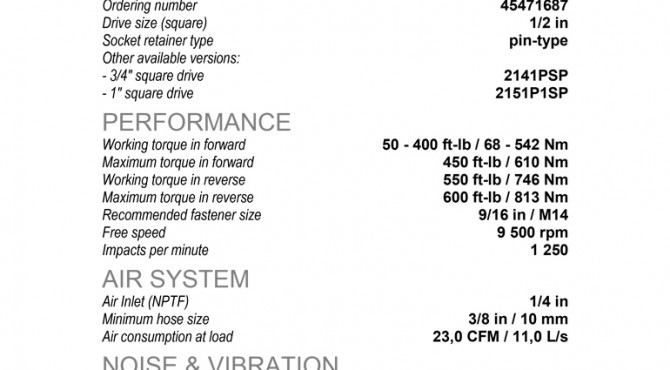 Ordering number 45471687
Drive size (square) 1/2 in
Socket retainer type pin-type
Other available versions:
- 3/4" square drive 2141PSP
- 1" square drive 2151P1SP
PERFORMANCE
Working torque in forward 50 - 400 ft-lb / 68 - 542 Nm
Maximum torque in forward 450 ft-lb / 610 Nm
Working torque in reverse 550 ft-lb / 746 Nm
Maximum torque in reverse 600 ft-lb / 813 Nm
Recommended fastener size 9/16 in / M14
Free speed 9 500 rpm
Impacts per minute 1 250
AIR SYSTEM
Air Inlet (NPTF) 1/4 in
Minimum hose size 3/8 in / 10 mm
Air consumption at load 23,0 CFM / 11,0 L/s
NOISE & VIBRATION